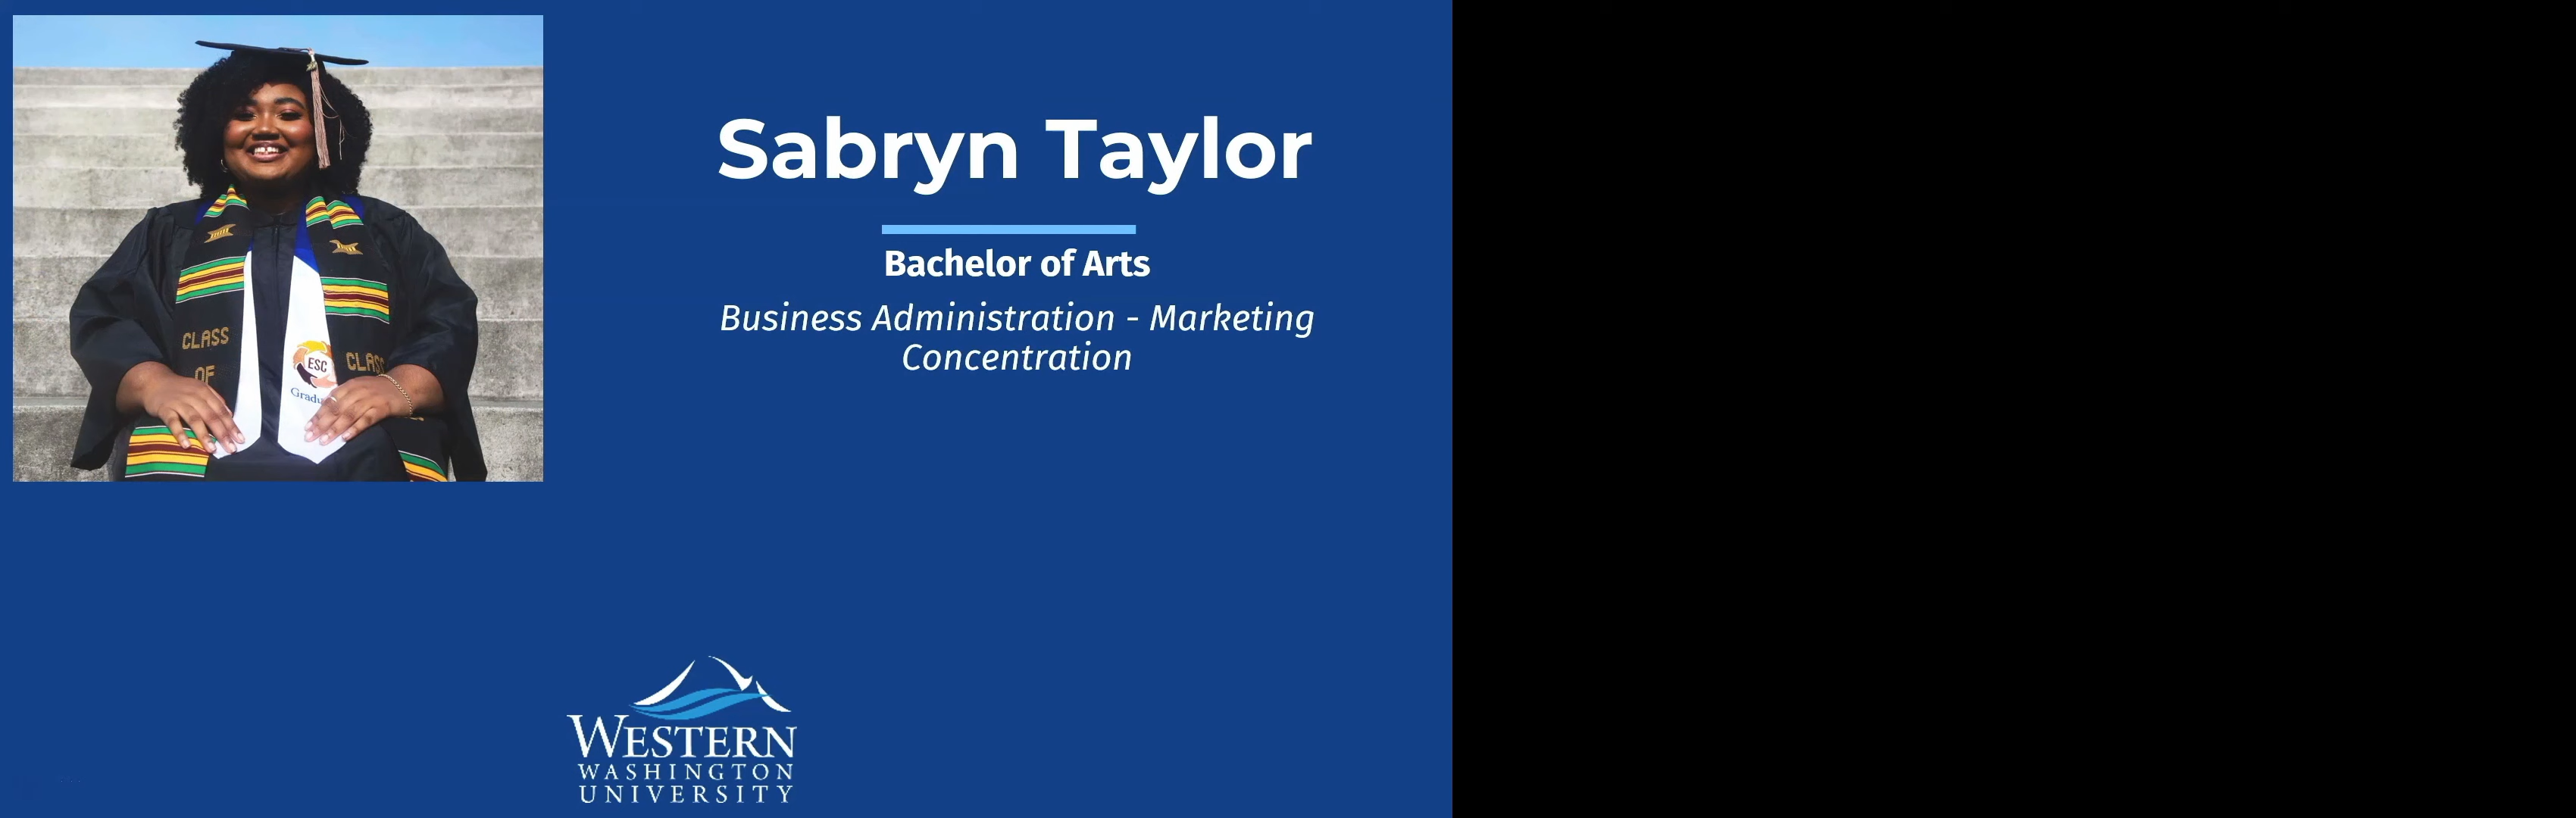 Sabryn Taylor
Bachelor of Arts
Business Administration - Marketing
Concentration
CLASS
OF
ESC
CLASS
WESTERN
WASHINGTON
UNIVERSITY